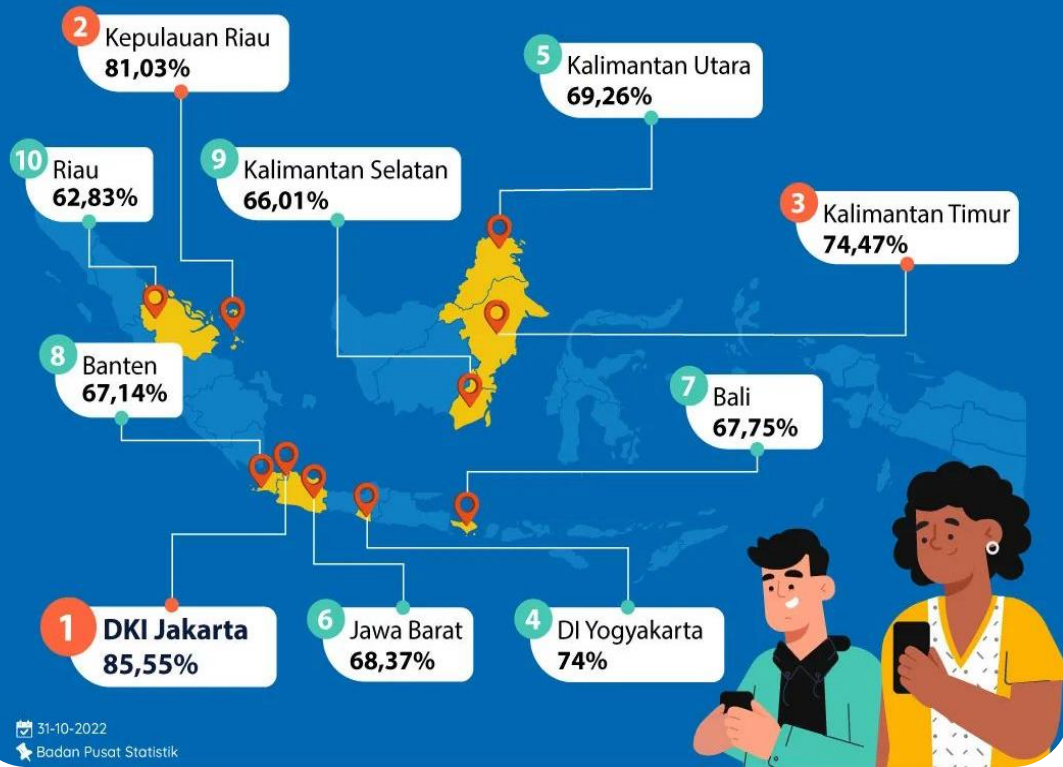 2
Kepulauan Riau
81,03%
5
Kalimantan Utara
69,26%
10
Riau
62,83%
9
Kalimantan Selatan
66,01%
3
Kalimantan Timur
74,47%
8
Banten
67,14%
7
Bali
67,75%
1
DKI Jakarta
85,55%
6
Jawa Barat
68,37%
4
DI Yogyakarta
74%
31-10-2022
Badan Pusat Statistik